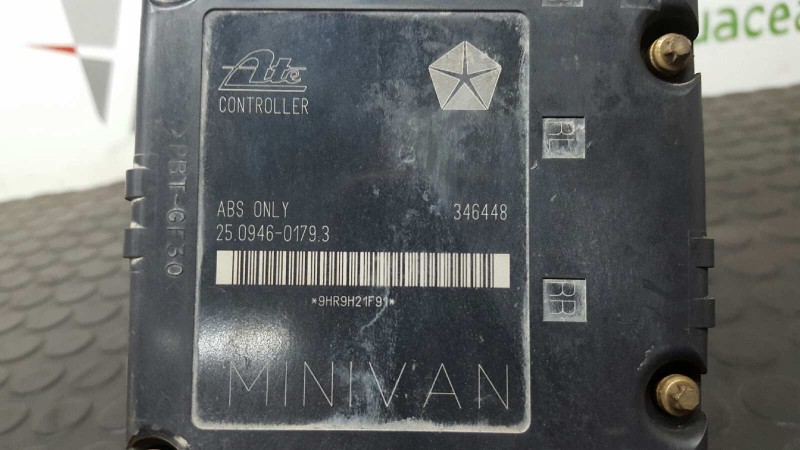 Ate
CONTROLLER
ABS ONLY 346448
25.0946-0179.3
*9HR9H21F91*
MINIVAN